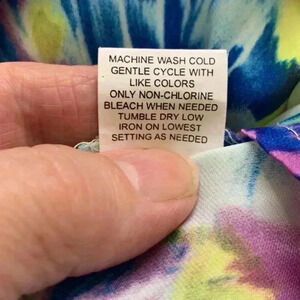 MACHINE WASH COLD
GENTLE CYCLE WITH
LIKE COLORS
ONLY NON-CHLORINE
BLEACH WHEN NEEDED
TUMBLE DRY LOW
IRON ON LOWEST
SETTING AS NEEDED